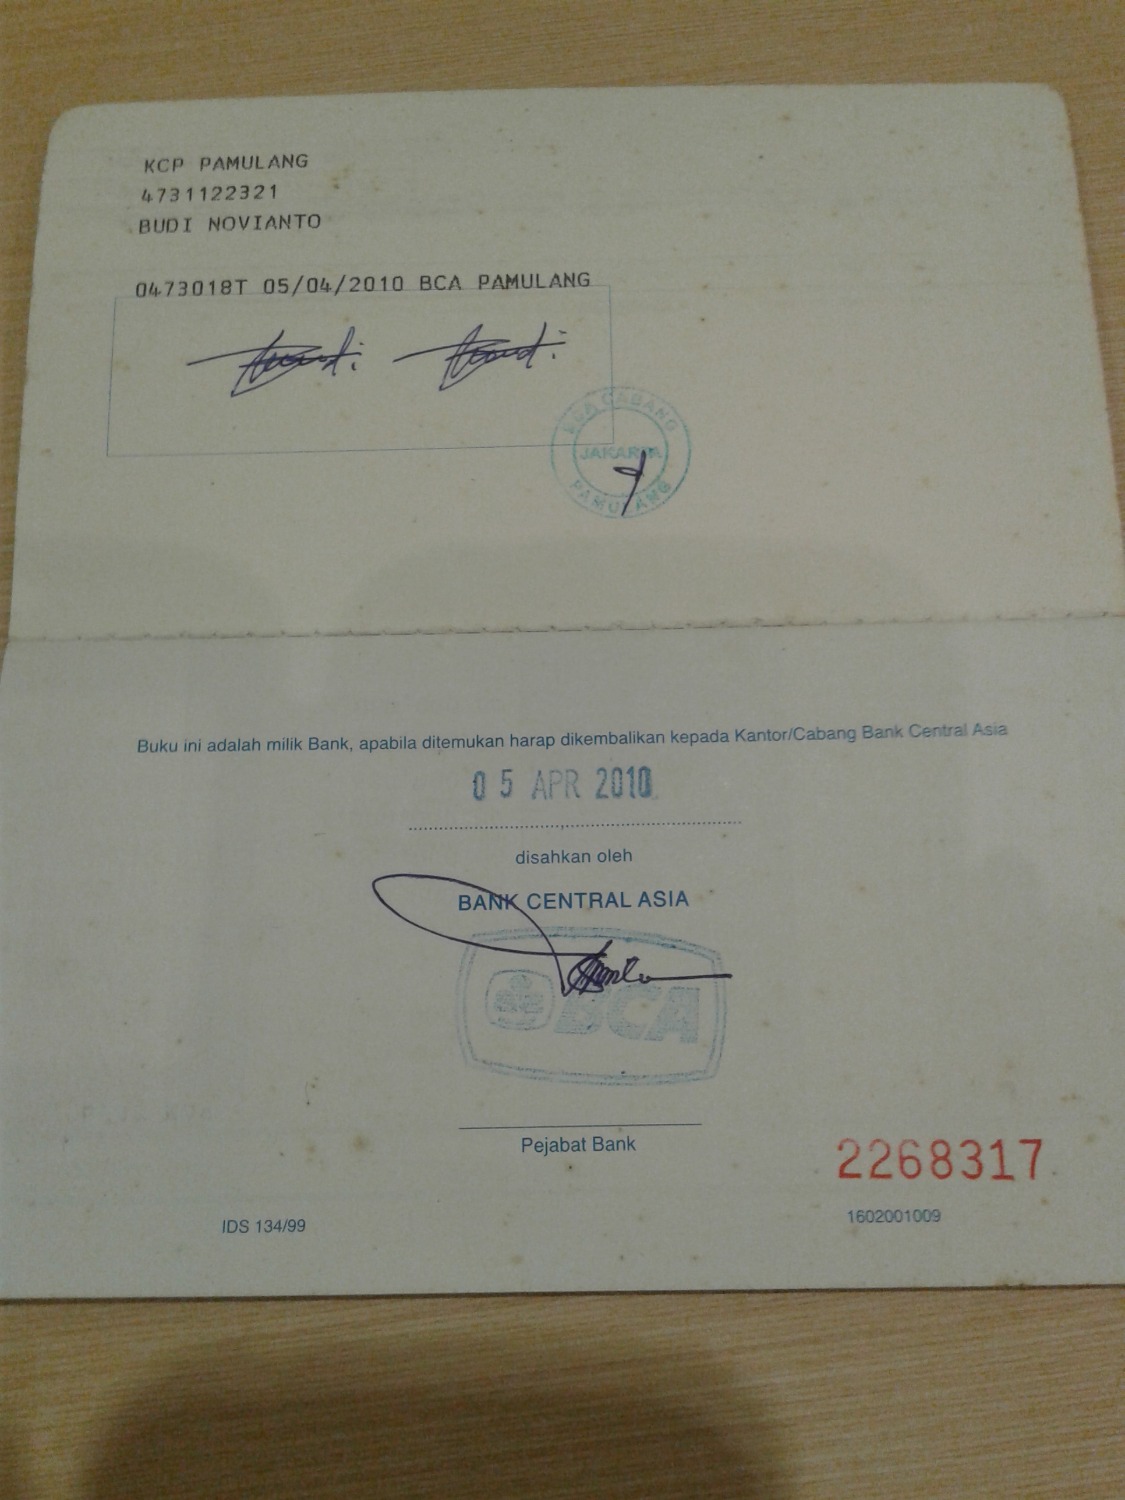 KCP PAMULANG
4731122321
BUDI NOVIANTO
0473018T 05/04/2010 BCA PAMULANG
BCA CABANG
JAKARTA
PAMULANG
Buku ini adalah milik Bank, apabila ditemukan harap dikembalikan kepada Kantor/Cabang Bank Central Asia
05 APR 2010
disahkan oleh
BANK CENTRAL ASIA
BCA
Pejabat Bank
2268317
IDS 134/99
1602001009